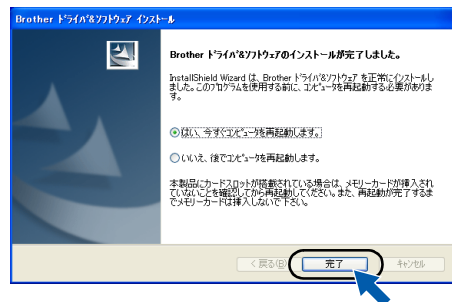 Brother ﾄﾞﾗｲﾊﾞ&ｿﾌﾄｳｪｱ ｲﾝｽﾄｰﾙ
Brother ﾄﾞﾗｲﾊﾞ&ｿﾌﾄｳｪｱのインストールが完了しました。
InstallShield Wizard は、Brother ﾄﾞﾗｲﾊﾞ&ｿﾌﾄｳｪｱ を正常にｲﾝｽﾄｰﾙし
ました。このﾌﾟﾛｸﾞﾗﾑを使用する前に、ｺﾝﾋﾟｭｰﾀを再起動する必要がありま
す。
はい、今すぐｺﾝﾋﾟｭｰﾀを再起動します。
いいえ、後でｺﾝﾋﾟｭｰﾀを再起動します。
本製品にカードスロットが搭載されている場合は、メモリーカードが挿入され
ていないことを確認してから再起動してください。また、再起動が完了するま
でメモリーカードは挿入しないで下さい。
< 戻る(B)
完了
ｷｬﾝｾﾙ